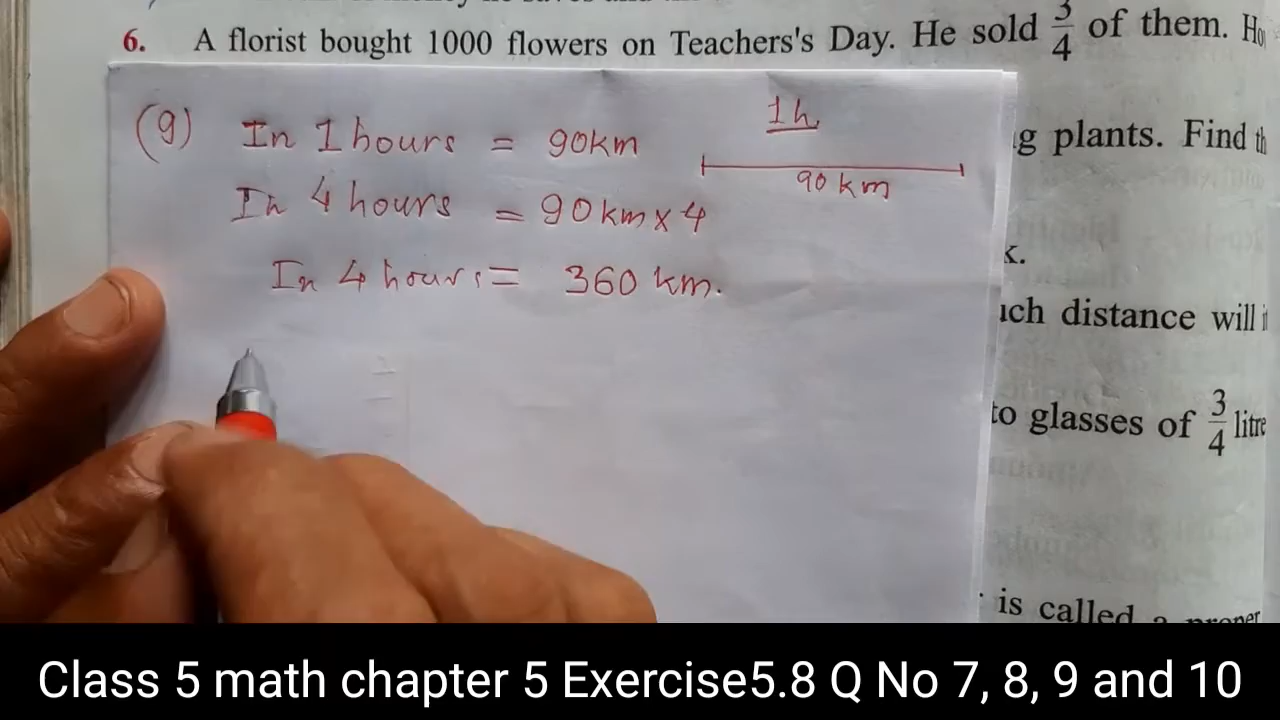 6. A florist bought 1000 flowers on Teachers's Day. He sold 3/4 of them.
(9) In 1 hours = 90km
1h
90 km
In 4 hours = 90km x 4
In 4 hours = 360 km.
g plants. Find th
k.
uch distance will i
to glasses of 3/4 litre
is called a proper
Class 5 math chapter 5 Exercise5.8 Q No 7, 8, 9 and 10